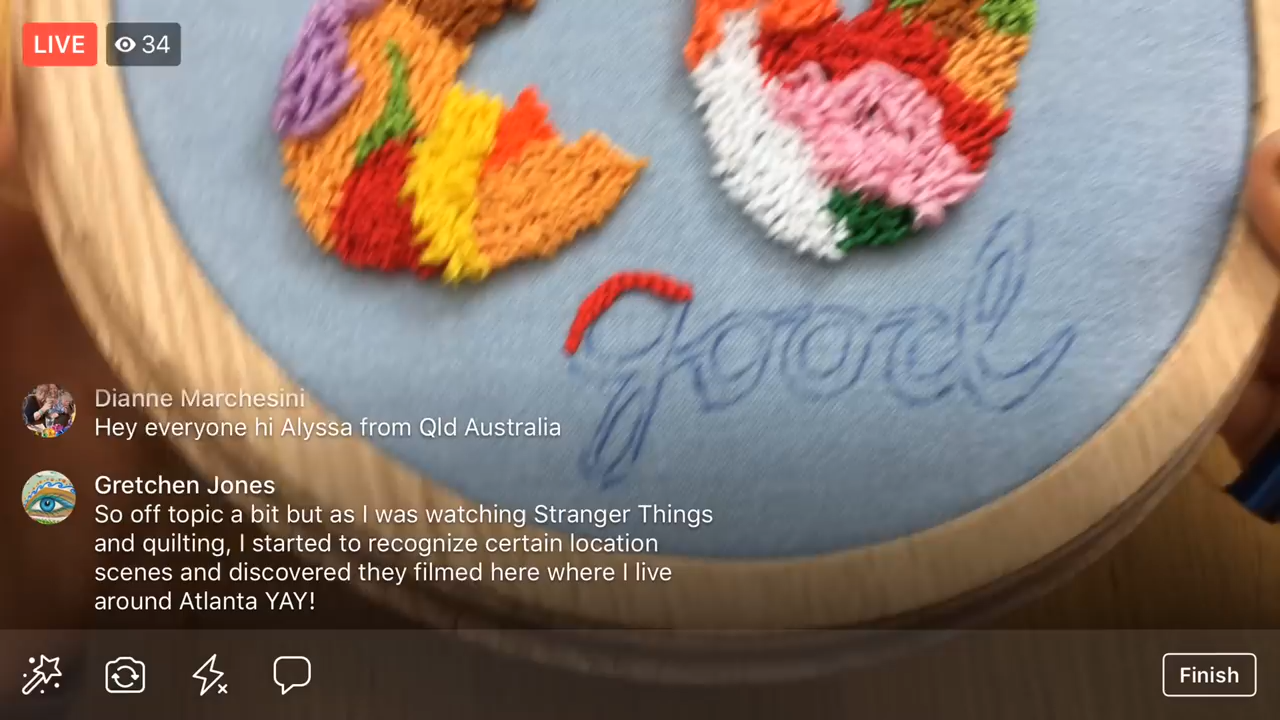 LIVE
34
good
Dianne Marchesini
Hey everyone hi Alyssa from Qld Australia
Gretchen Jones
So off topic a bit but as I was watching Stranger Things
and quilting, I started to recognize certain location
scenes and discovered they filmed here where I live
around Atlanta YAY!
Finish